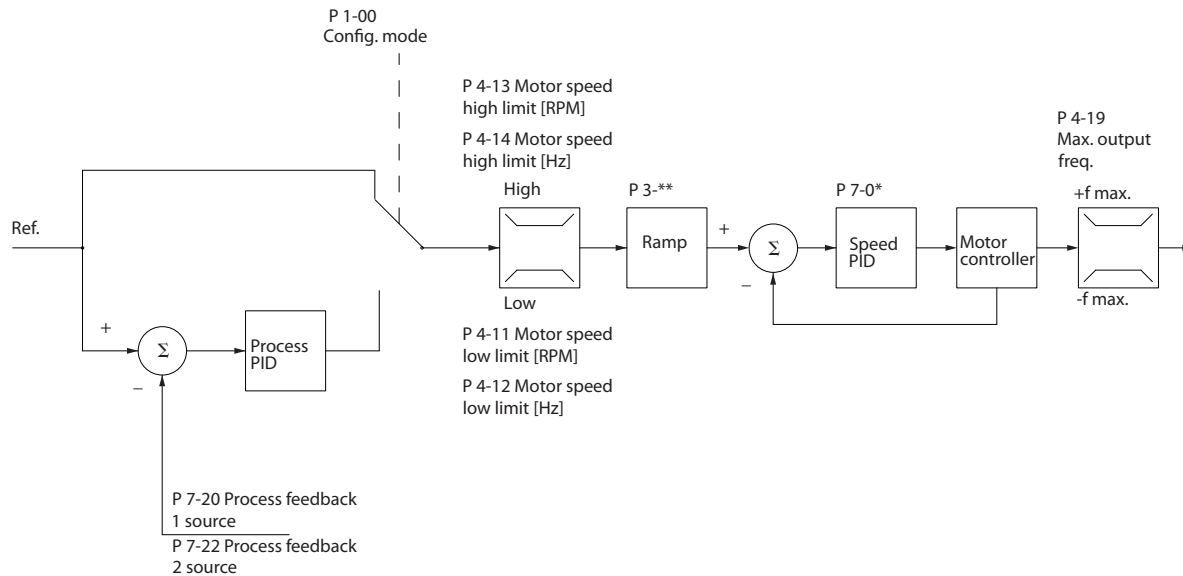 P 1-00
Config. mode
P 4-13 Motor speed
high limit [RPM]
P 4-14 Motor speed
high limit [Hz]
P 4-19
Max. output
freq.
High
P 3-**
P 7-0*
+f max.
Ref.
+
Ramp
Σ
Speed
PID
Motor
controller
−
Low
-f max.
+
Σ
Process
PID
−
P 4-11 Motor speed
low limit [RPM]
P 4-12 Motor speed
low limit [Hz]
P 7-20 Process feedback
1 source
P 7-22 Process feedback
2 source